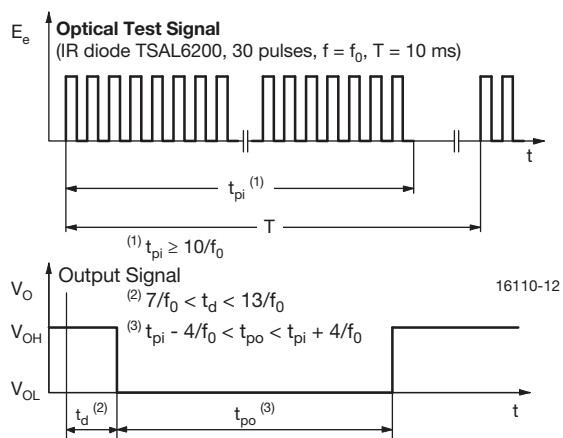 E_e
Optical Test Signal
(IR diode TSAL6200, 30 pulses, f = f_0, T = 10 ms)
t
t_pi (1)
T
(1) t_pi ≥ 10/f_0
V_O
Output Signal
16110-12
(2) 7/f_0 < t_d < 13/f_0
V_OH
(3) t_pi - 4/f_0 < t_po < t_pi + 4/f_0
V_OL
t_d (2)
t_po (3)
t